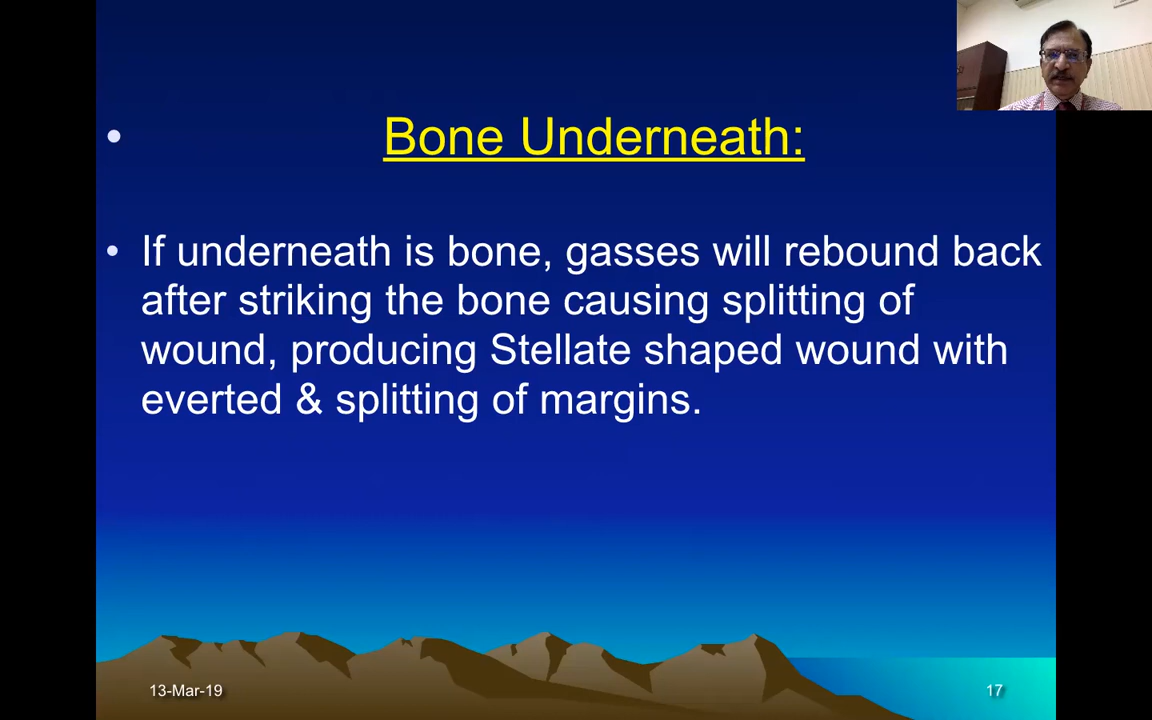 • Bone Underneath:
• If underneath is bone, gasses will rebound back
after striking the bone causing splitting of
wound, producing Stellate shaped wound with
everted & splitting of margins.
13-Mar-19
17